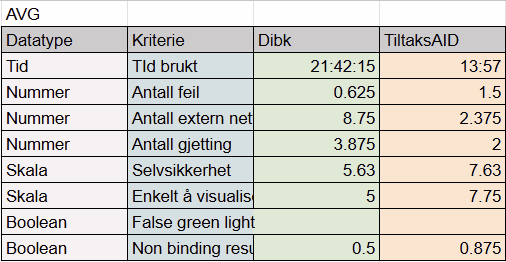 AVG
Datatype Kriterie Dibk TiltaksAID
Tid TId brukt 21:42:15 13:57
Nummer Antall feil 0.625 1.5
Nummer Antall extern net 8.75 2.375
Nummer Antall gjetting 3.875 2
Skala Selvsikkerhet 5.63 7.63
Skala Enkelt å visualise 5 7.75
Boolean False green light
Boolean Non binding resu 0.5 0.875